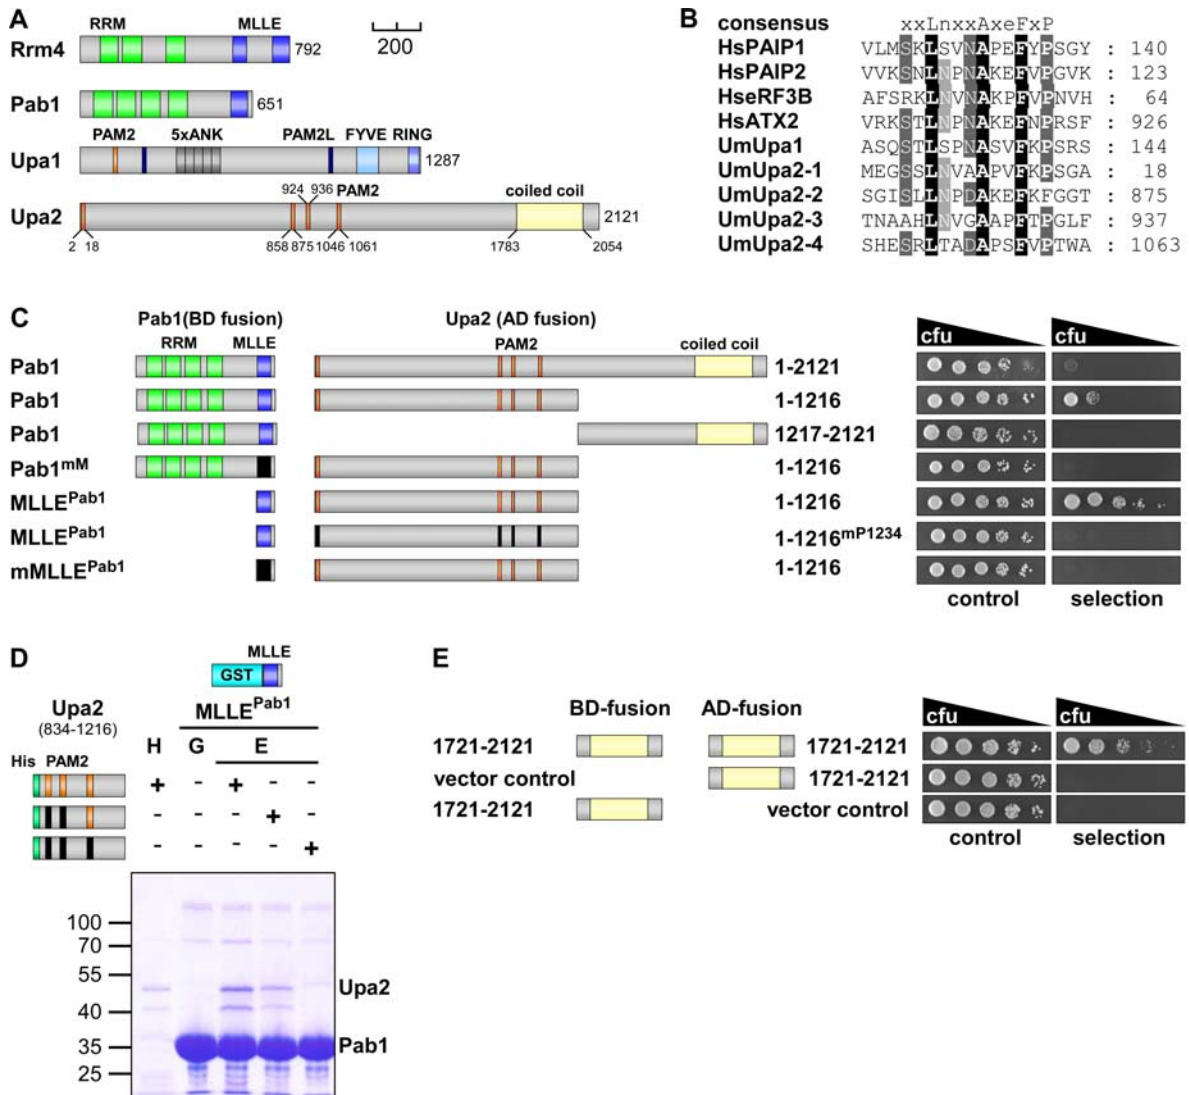 A
RRM MLLE
Rrm4 792
200
Pab1 651
PAM2 5xANK PAM2L FYVE RING
Upa1 1287
924 936 PAM2 coiled coil
Upa2 2121
2 18 858 875 1046 1061 1783 2054
B
consensus xxLnxxAxeFxP
HsPAIP1 VLMSKLSVNAPEFYPSGY : 140
HsPAIP2 VVKSNLNPNAKEFVPGVK : 123
HseRF3B AFSRKLNVNAKPFVPNVH : 64
HsATX2 VRKSTLNPNAKEFNPRSF : 926
UmUpa1 ASQSTLSPNASVFKPSRS : 144
UmUpa2-1 MEGSSLNVAAPVFKPSGA : 18
UmUpa2-2 SGISLLNPDAKEFKFGGT : 875
UmUpa2-3 TNAAHLNVGAAPFTPGLF : 937
UmUpa2-4 SHESRLTADAPSFVPTWA : 1063
C
Pab1(BD fusion) Upa2 (AD fusion)
RRM MLLE PAM2 coiled coil
cfu cfu
Pab1 1-2121
Pab1 1-1216
Pab1 1217-2121
Pab1mM 1-1216
MLLEPab1 1-1216
MLLEPab1 1-1216mP1234
mMLLEPab1 1-1216
control selection
D
MLLE
GST
Upa2 MLLEPab1
(834-1216)
H G E
His PAM2
+ - + - -
- - - + -
- - - - +
100
70
55
Upa2
40
35 Pab1
25
E
BD-fusion AD-fusion
cfu cfu
1721-2121 1721-2121
vector control 1721-2121
1721-2121 vector control
control selection